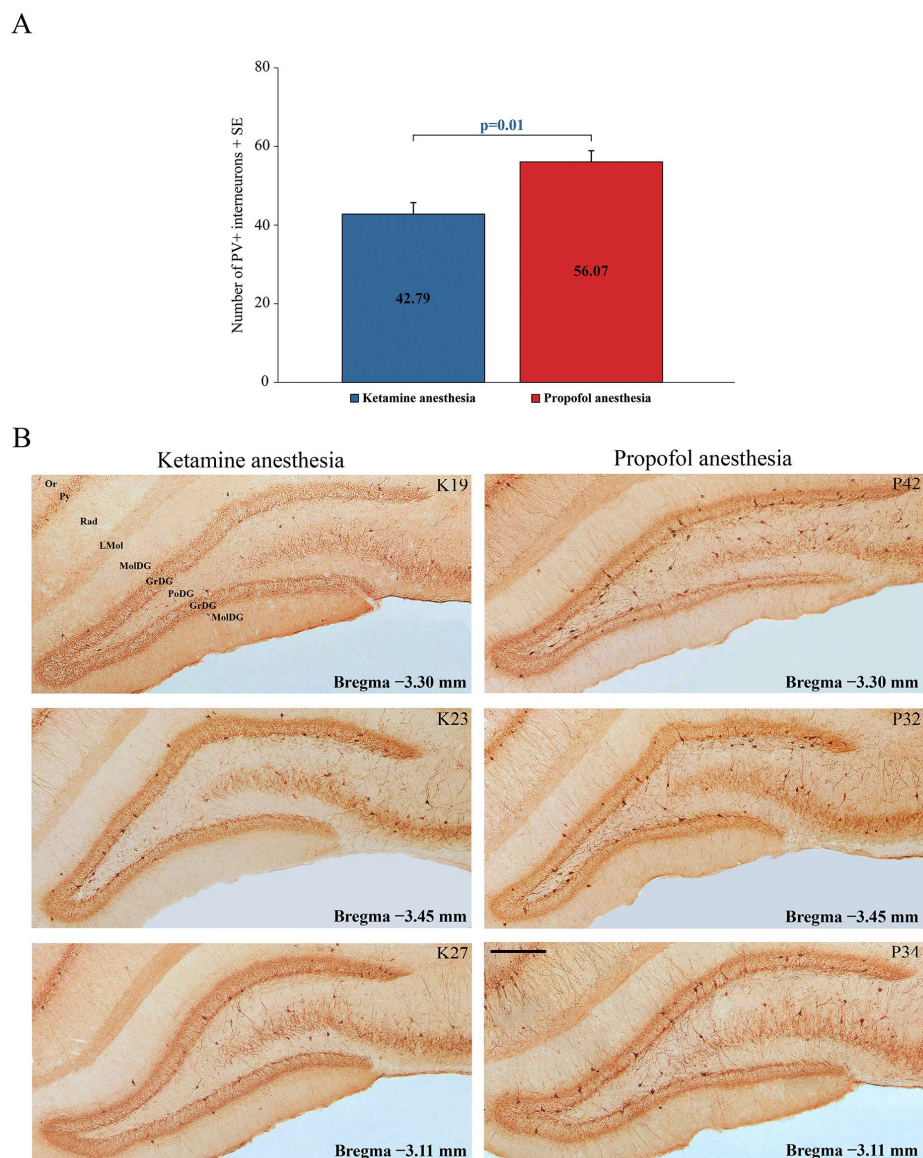 A
80
60
40
20
0
Number of PV+ interneurons + SE
p=0.01
42.79
56.07
Ketamine anesthesia
Propofol anesthesia
B
Ketamine anesthesia
Propofol anesthesia
K19
Or
Py
Rad
LMol
MolDG
GrDG
PoDG
GrDG
MolDG
Bregma −3.30 mm
P42
Bregma −3.30 mm
K23
Bregma −3.45 mm
P32
Bregma −3.45 mm
K27
Bregma −3.11 mm
P34
Bregma −3.11 mm